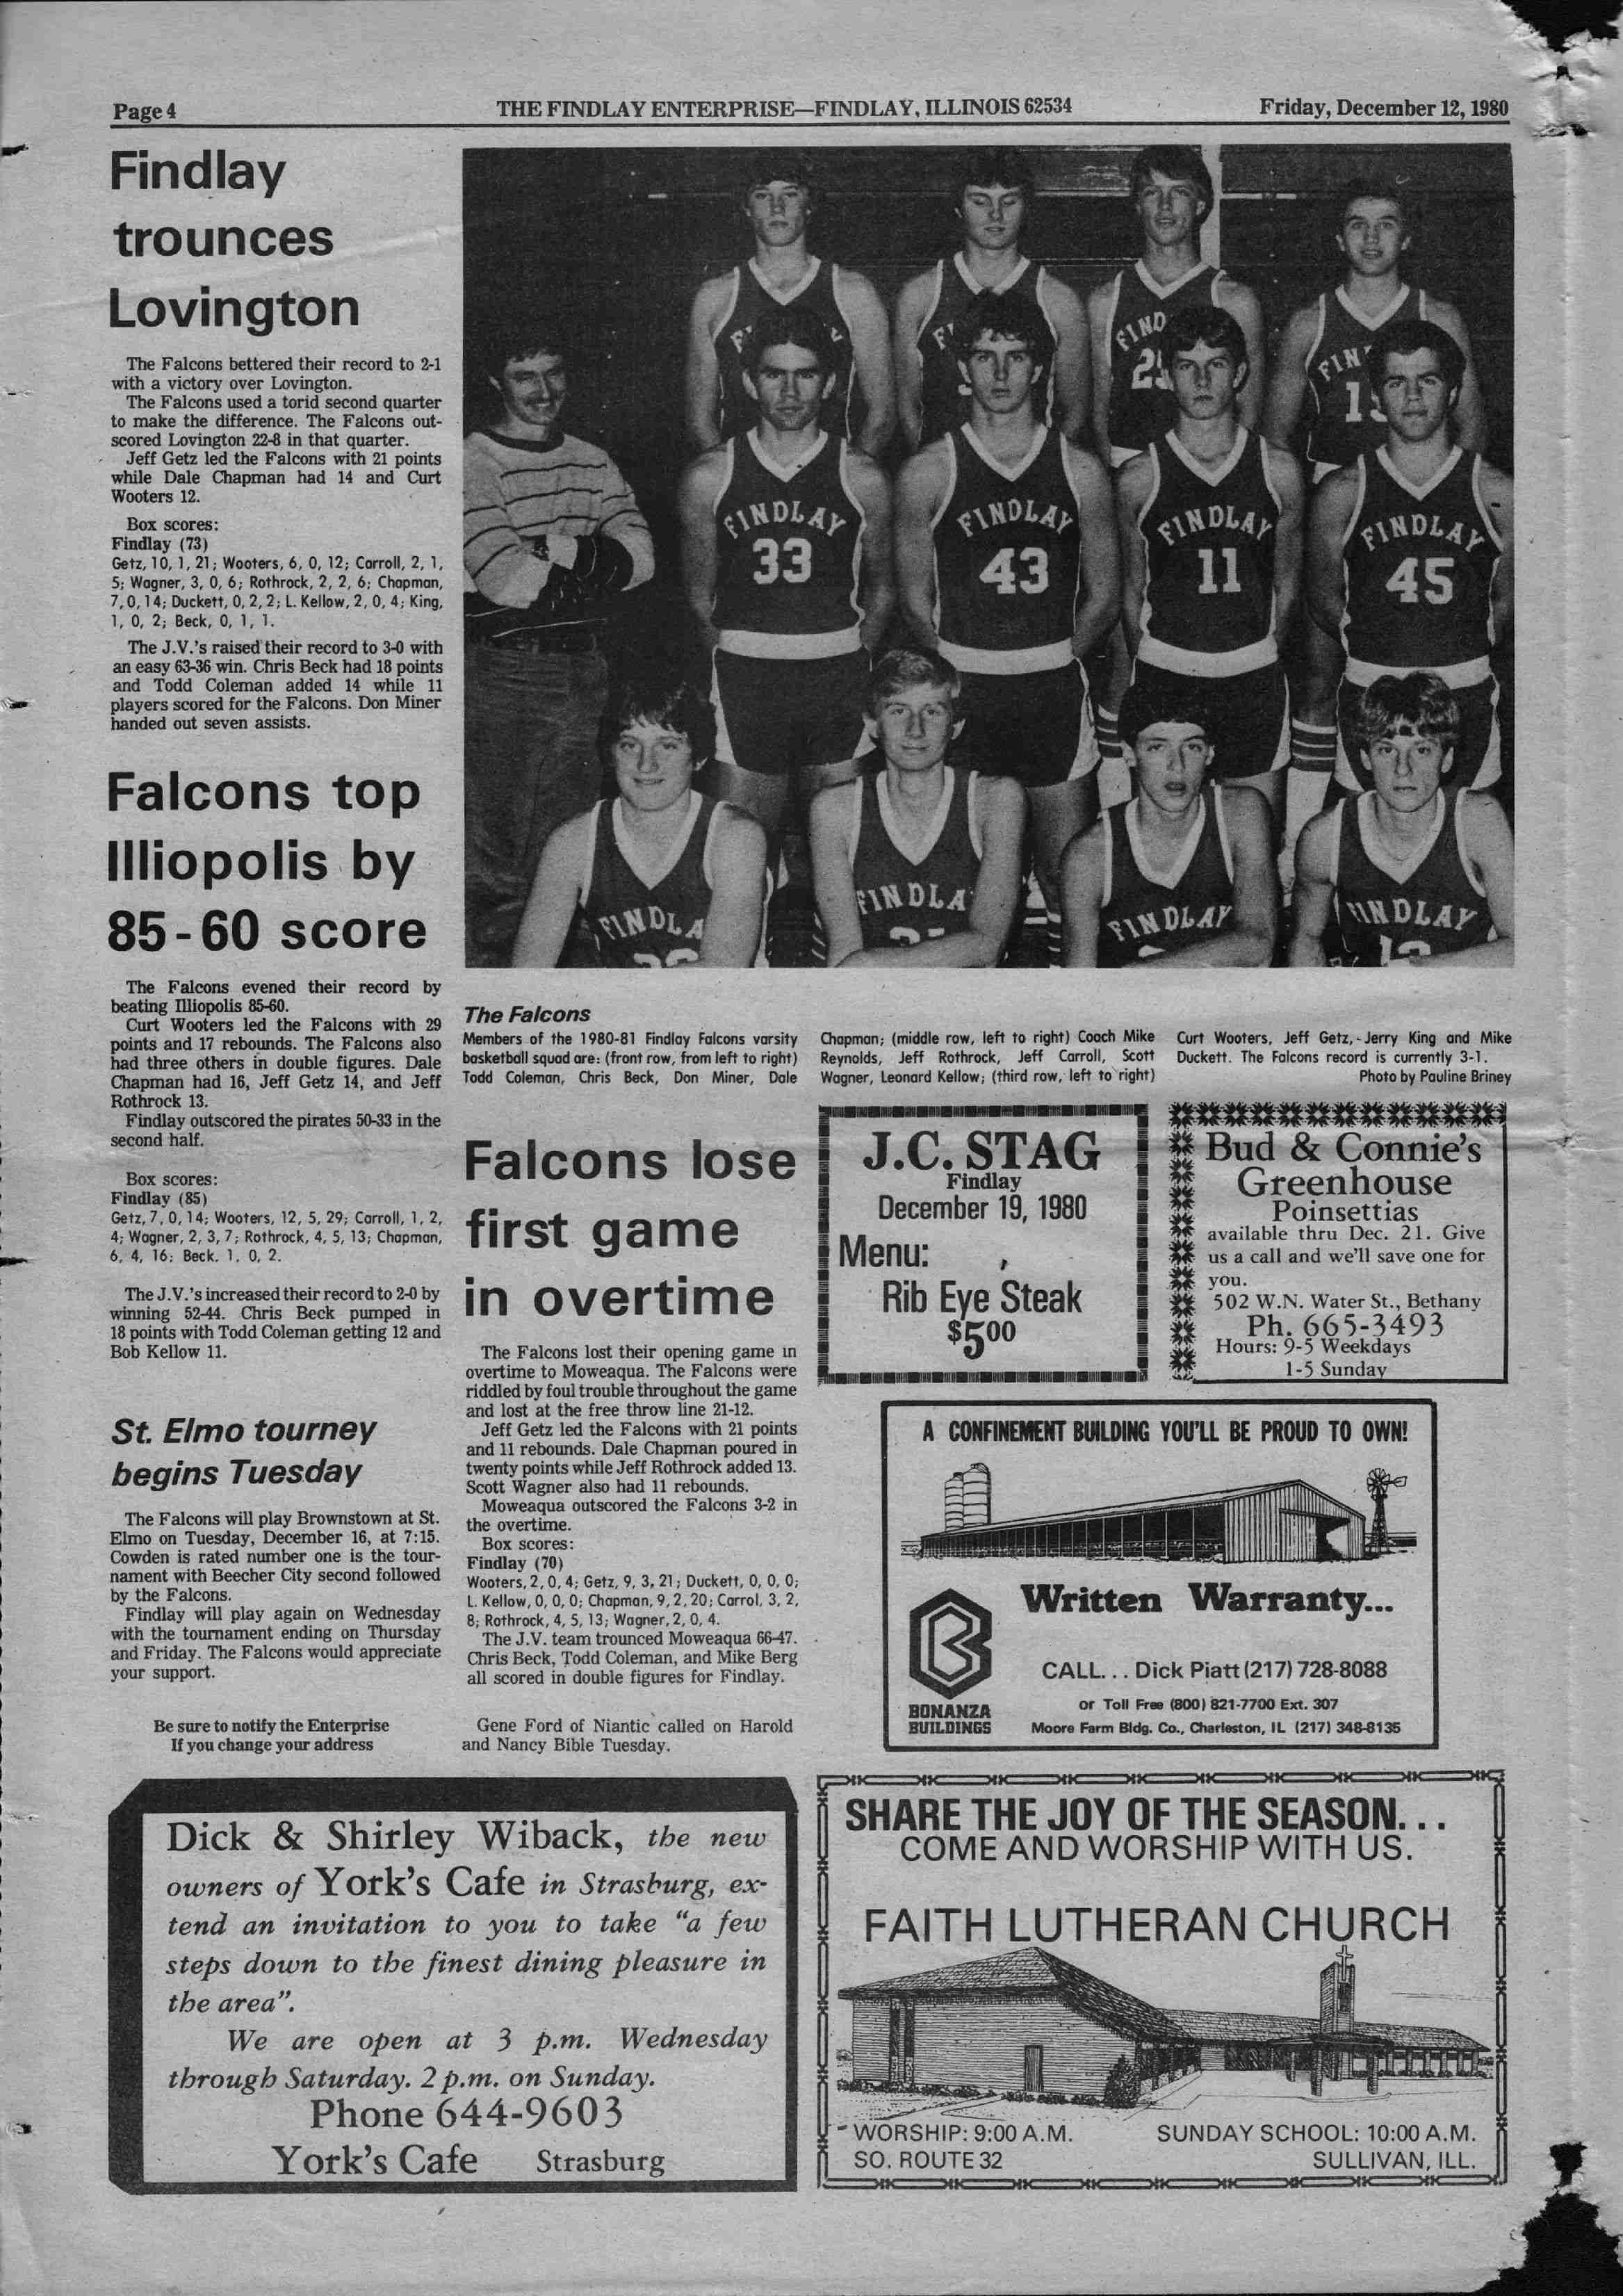 Page 4
THE FINDLAY ENTERPRISE—FINDLAY, ILLINOIS 62534
Friday, December 12, 1980
Findlay
trounces
Lovington
The Falcons bettered their record to 2-1
with a victory over Lovington.
The Falcons used a torid second quarter
to make the difference. The Falcons out-
scored Lovington 22-8 in that quarter.
Jeff Getz led the Falcons with 21 points
while Dale Chapman had 14 and Curt
Wooters 12.
Box scores:
Findlay (73)
Getz, 10, 1, 21; Wooters, 6, 0, 12; Carroll, 2, 1,
5; Wagner, 3, 0, 6; Rothrock, 2, 2, 6; Chapman,
7, 0, 14; Duckett, 0, 2, 2; L. Kellow, 2, 0, 4; King,
1, 0, 2; Beck, 0, 1, 1.
The J.V.'s raised their record to 3-0 with
an easy 63-36 win. Chris Beck had 18 points
and Todd Coleman added 14 while 11
players scored for the Falcons. Don Miner
handed out seven assists.
Falcons top
Illiopolis by
85-60 score
The Falcons evened their record by
beating Illiopolis 85-60.
Curt Wooters led the Falcons with 29
points and 17 rebounds. The Falcons also
had three others in double figures. Dale
Chapman had 16, Jeff Getz 14, and Jeff
Rothrock 13.
Findlay outscored the pirates 50-33 in the
second half.
Box scores:
Findlay (85)
Getz, 7, 0, 14; Wooters, 12, 5, 29; Carroll, 1, 2,
4; Wagner, 2, 3, 7; Rothrock, 4, 5, 13; Chapman,
6, 4, 16; Beck. 1, 0, 2.
The J.V.'s increased their record to 2-0 by
winning 52-44. Chris Beck pumped in
18 points with Todd Coleman getting 12 and
Bob Kellow 11.
St. Elmo tourney
begins Tuesday
The Falcons will play Brownstown at St.
Elmo on Tuesday, December 16, at 7:15.
Cowden is rated number one is the tour-
nament with Beecher City second followed
by the Falcons.
Findlay will play again on Wednesday
with the tournament ending on Thursday
and Friday. The Falcons would appreciate
your support.
Be sure to notify the Enterprise
If you change your address
FIND
FIN
FINDLAY
33
FINDLAY
43
FINDLAY
11
FINDLAY
45
FINDLA
FINDLA
FINDLAY
FINDLAY
13
The Falcons
Members of the 1980-81 Findlay Falcons varsity
basketball squad are: (front row, from left to right)
Todd Coleman, Chris Beck, Don Miner, Dale
Chapman; (middle row, left to right) Coach Mike
Reynolds, Jeff Rothrock, Jeff Carroll, Scott
Wagner, Leonard Kellow; (third row, left to right)
Curt Wooters, Jeff Getz, Jerry King and Mike
Duckett. The Falcons record is currently 3-1.
Photo by Pauline Briney
Falcons lose
first game
in overtime
The Falcons lost their opening game in
overtime to Moweaqua. The Falcons were
riddled by foul trouble throughout the game
and lost at the free throw line 21-12.
Jeff Getz led the Falcons with 21 points
and 11 rebounds. Dale Chapman poured in
twenty points while Jeff Rothrock added 13.
Scott Wagner also had 11 rebounds.
Moweaqua outscored the Falcons 3-2 in
the overtime.
Box scores:
Findlay (70)
Wooters, 2, 0, 4; Getz, 9, 3, 21; Duckett, 0, 0, 0;
L. Kellow, 0, 0, 0; Chapman, 9, 2, 20; Carrol, 3, 2,
8; Rothrock, 4, 5, 13; Wagner, 2, 0, 4.
The J.V. team trounced Moweaqua 66-47.
Chris Beck, Todd Coleman, and Mike Berg
all scored in double figures for Findlay.
Gene Ford of Niantic called on Harold
and Nancy Bible Tuesday.
J.C. STAG
Findlay
December 19, 1980
Menu:
Rib Eye Steak
$5.00
Bud & Connie's
Greenhouse
Poinsettias
available thru Dec. 21. Give
us a call and we'll save one for
you.
502 W.N. Water St., Bethany
Ph. 665-3493
Hours: 9-5 Weekdays
1-5 Sunday
A CONFINEMENT BUILDING YOU'LL BE PROUD TO OWN!
Written Warranty...
B
BONANZA
BUILDINGS
CALL... Dick Piatt (217) 728-8088
or Toll Free (800) 821-7700 Ext. 307
Moore Farm Bldg. Co., Charleston, IL (217) 348-8135
Dick & Shirley Wiback, the new
owners of York's Cafe in Strasburg, ex-
tend an invitation to you to take "a few
steps down to the finest dining pleasure in
the area".
We are open at 3 p.m. Wednesday
through Saturday. 2 p.m. on Sunday.
Phone 644-9603
York's Cafe Strasburg
SHARE THE JOY OF THE SEASON...
COME AND WORSHIP WITH US.
FAITH LUTHERAN CHURCH
WORSHIP: 9:00 A.M.
SUNDAY SCHOOL: 10:00 A.M.
SO. ROUTE 32
SULLIVAN, ILL.